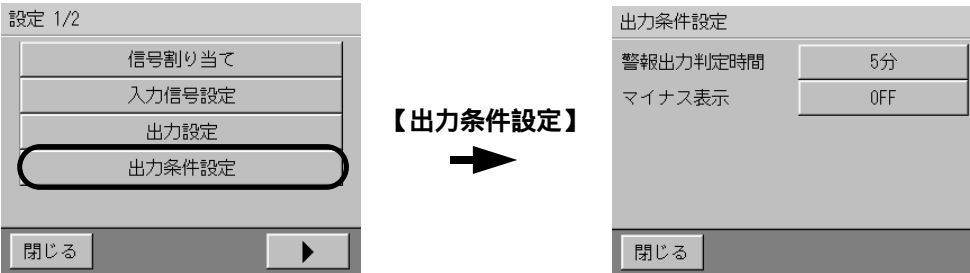 設定 1/2
信号割り当て
入力信号設定
出力設定
出力条件設定
閉じる
【出力条件設定】
出力条件設定
警報出力判定時間 5分
マイナス表示 OFF
閉じる